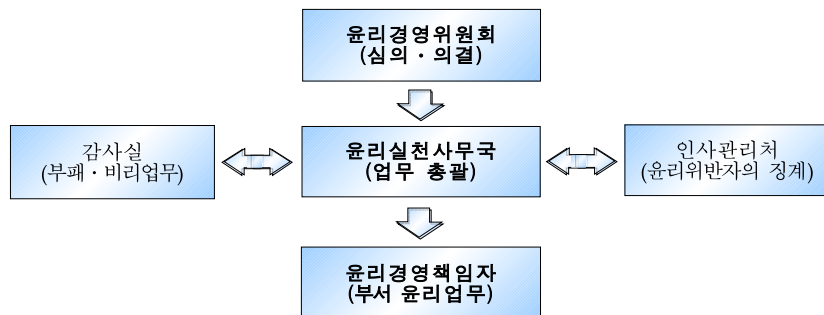 윤리경영위원회
(심의 · 의결)
감사실
(부패 · 비리업무)
윤리실천사무국
(업무 총괄)
인사관리처
(윤리위반자의 징계)
윤리경영책임자
(부서 윤리업무)